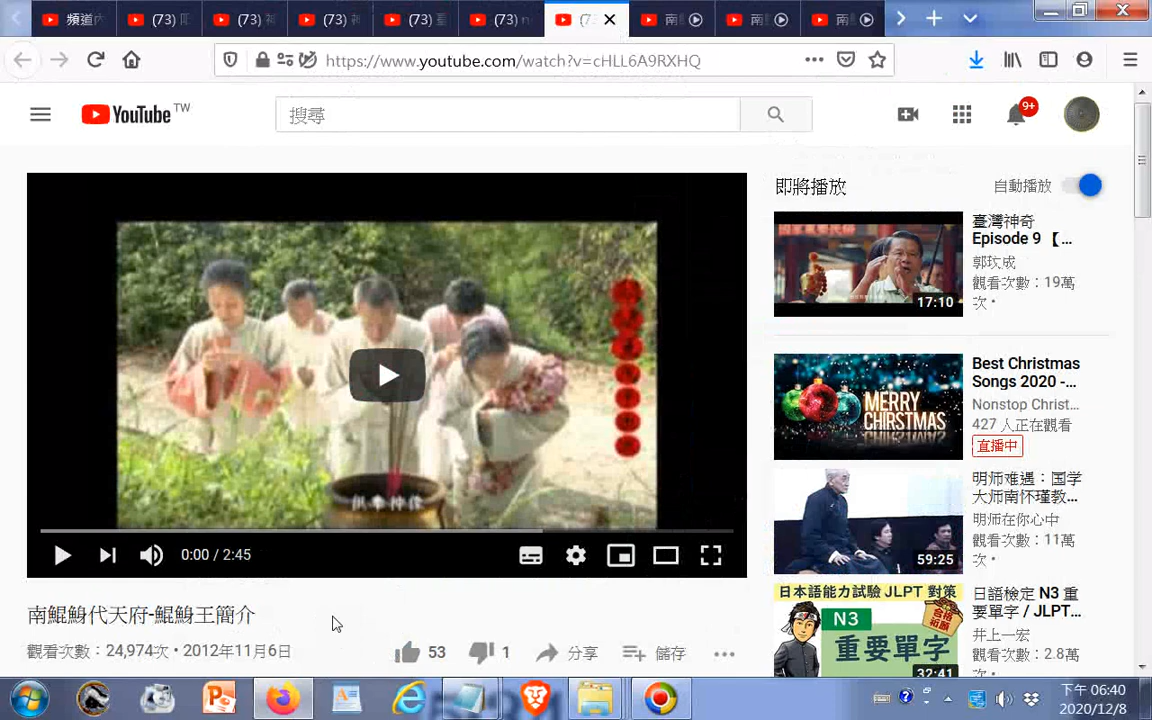 頻道內
(73)
(73)
(73)
(73)
(73)
https://www.youtube.com/watch?v=cHLL6A9RXHQ
YouTube TW
搜尋
9+
供奉神像
0:00 / 2:45
南鯤鯓代天府-鯤鯓王簡介
觀看次數：24,974次 • 2012年11月6日
53
1
分享
儲存
即將播放
自動播放
17:10
臺灣神奇
Episode 9 【...
郭玟成
觀看次數：19萬
次 •
MERRY
CHRISTMAS
Best Christmas
Songs 2020 -...
Nonstop Christ...
427 人正在觀看
直播中
59:25
明师难遇：国学
大师南怀瑾教...
明师在你心中
觀看次數：11萬
次 •
日本語能力試験 JLPT 對策
N3
合格祈願
重要單字
32:41
日語檢定 N3 重
要單字 / JLPT...
井上一宏
觀看次數：2.8萬
下午 06:40
2020/12/8